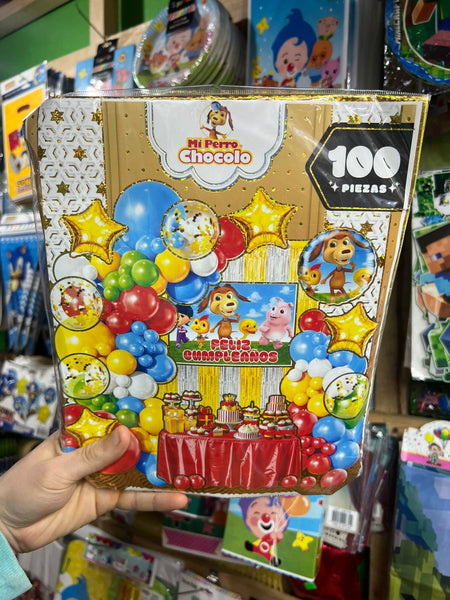 Mi Perro
Chocolo
100
PIEZAS
FELIZ
CUMPLEAÑOS